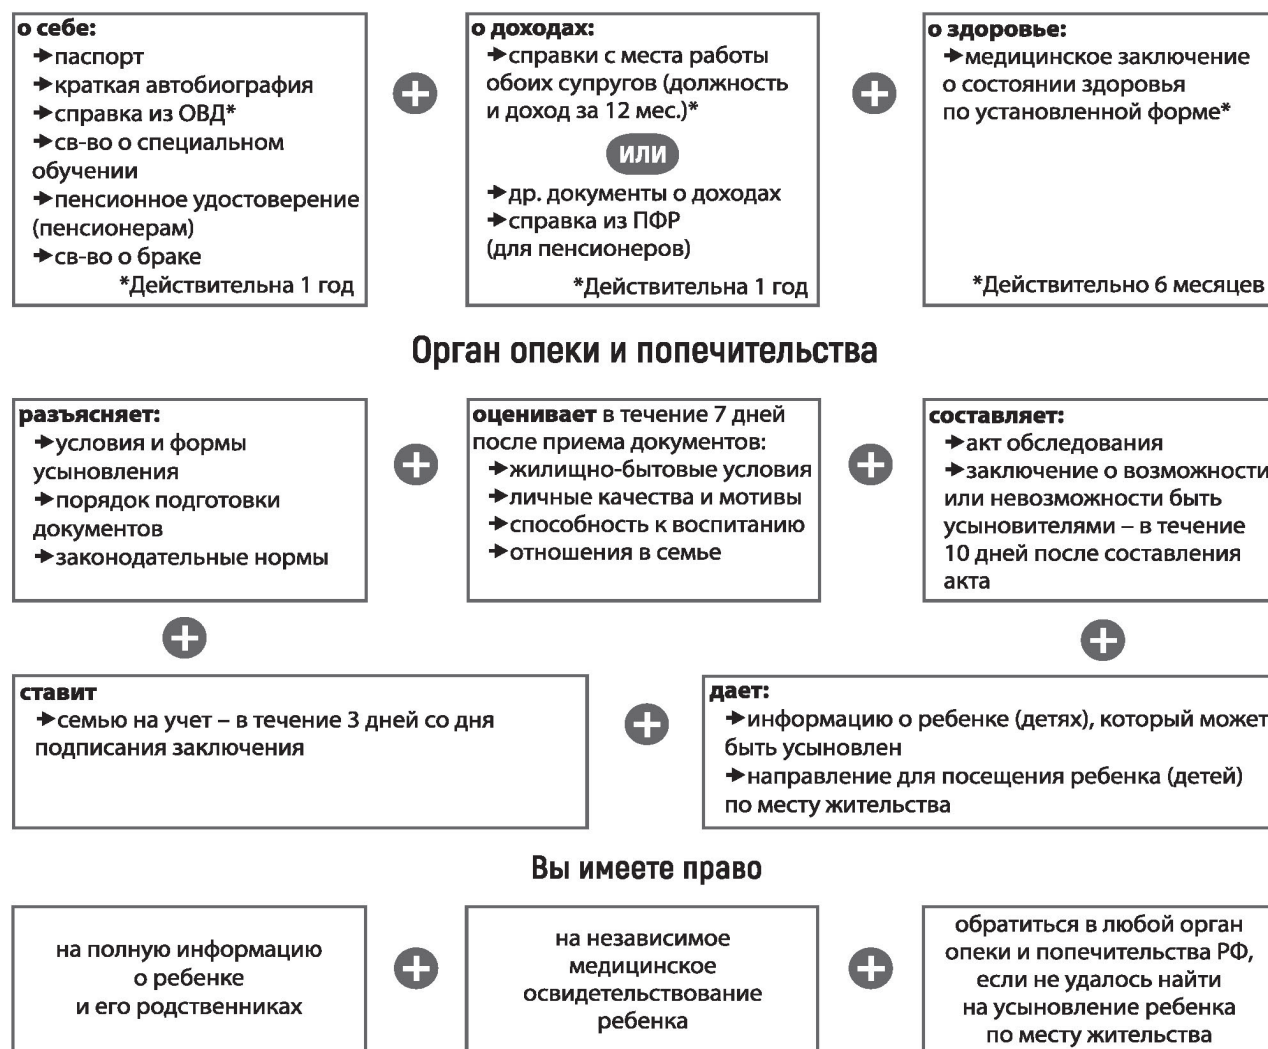 о себе:
➔паспорт
➔краткая автобиография
➔справка из ОВД*
➔св-во о специальном
обучении
➔пенсионное удостоверение
(пенсионерам)
➔св-во о браке
*Действительна 1 год
о доходах:
➔справки с места работы
обоих супругов (должность
и доход за 12 мес.)*
или
➔др. документы о доходах
➔справка из ПФР
(для пенсионеров)
*Действительна 1 год
о здоровье:
➔медицинское заключение
о состоянии здоровья
по установленной форме*
*Действительно 6 месяцев
Орган опеки и попечительства
разъясняет:
➔условия и формы
усыновления
➔порядок подготовки
документов
➔законодательные нормы
оценивает в течение 7 дней
после приема документов:
➔жилищно-бытовые условия
➔личные качества и мотивы
➔способность к воспитанию
➔отношения в семье
составляет:
➔акт обследования
➔заключение о возможности
или невозможности быть
усыновителями – в течение
10 дней после составления
акта
ставит
➔семью на учет – в течение 3 дней со дня
подписания заключения
дает:
➔информацию о ребенке (детях), который может
быть усыновлен
➔направление для посещения ребенка (детей)
по месту жительства
Вы имеете право
на полную информацию
о ребенке
и его родственниках
на независимое
медицинское
освидетельствование
ребенка
обратиться в любой орган
опеки и попечительства РФ,
если не удалось найти
на усыновление ребенка
по месту жительства